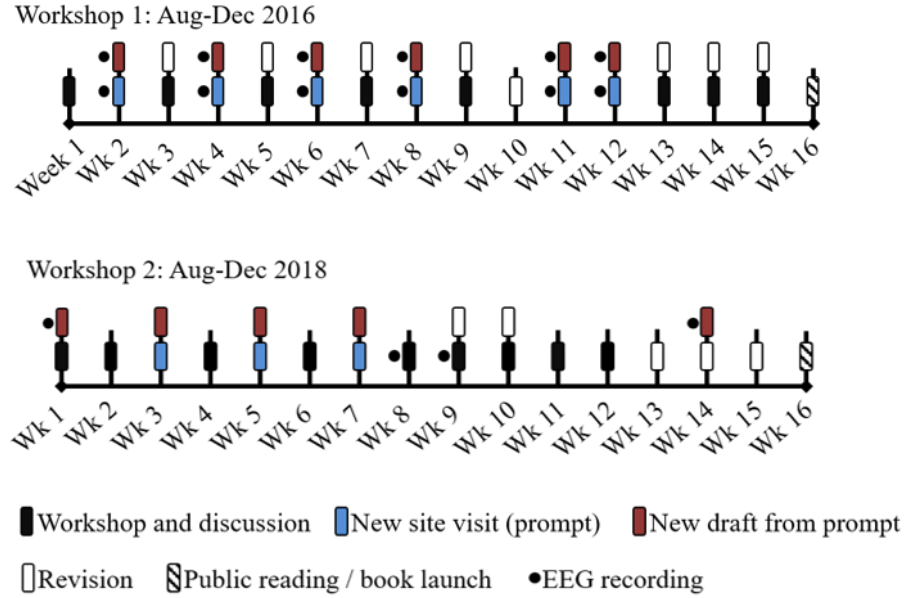 Workshop 1: Aug-Dec 2016
Week 1 Wk 2 Wk 3 Wk 4 Wk 5 Wk 6 Wk 7 Wk 8 Wk 9 Wk 10 Wk 11 Wk 12 Wk 13 Wk 14 Wk 15 Wk 16
Workshop 2: Aug-Dec 2018
Wk 1 Wk 2 Wk 3 Wk 4 Wk 5 Wk 6 Wk 7 Wk 8 Wk 9 Wk 10 Wk 11 Wk 12 Wk 13 Wk 14 Wk 15 Wk 16
Workshop and discussion New site visit (prompt) New draft from prompt
Revision Public reading / book launch EEG recording